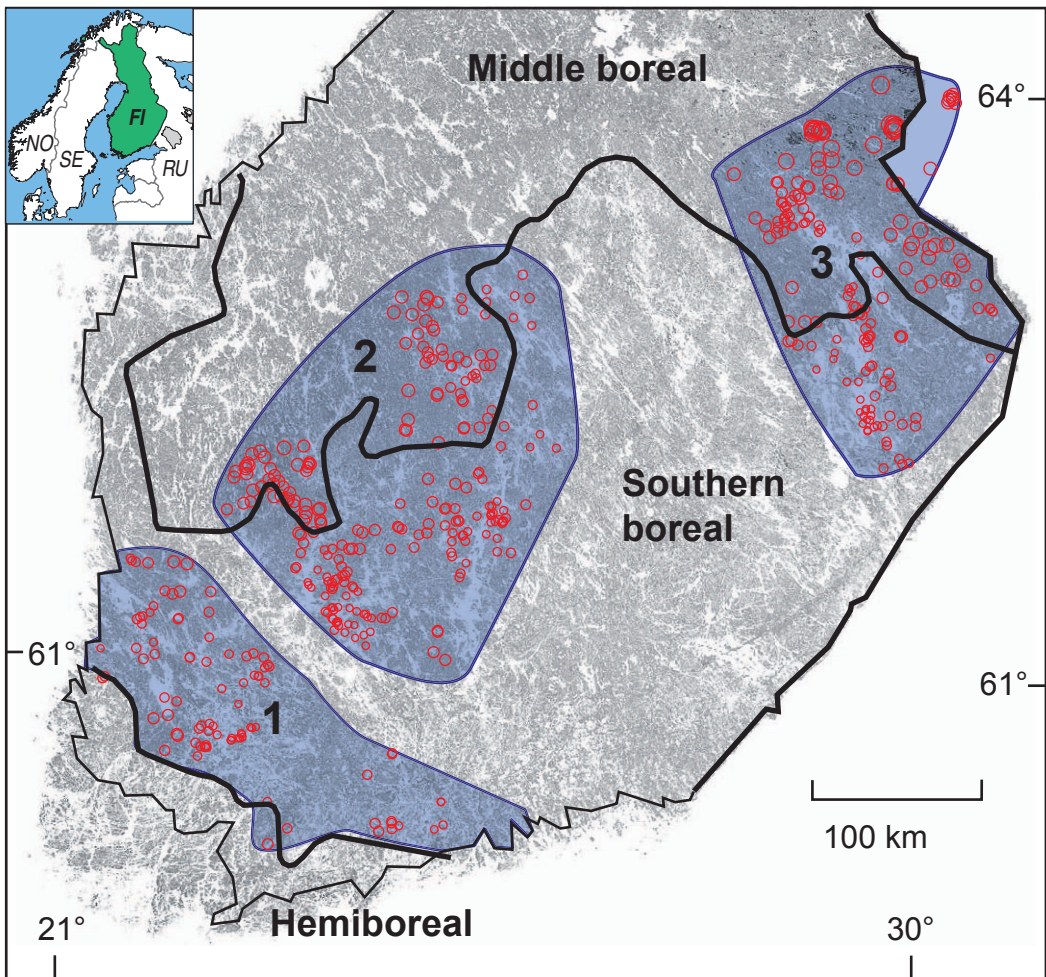 NO
SE
FI
RU
Middle boreal
64°
3
2
Southern
boreal
61°
61°
1
100 km
Hemiboreal
21°
30°